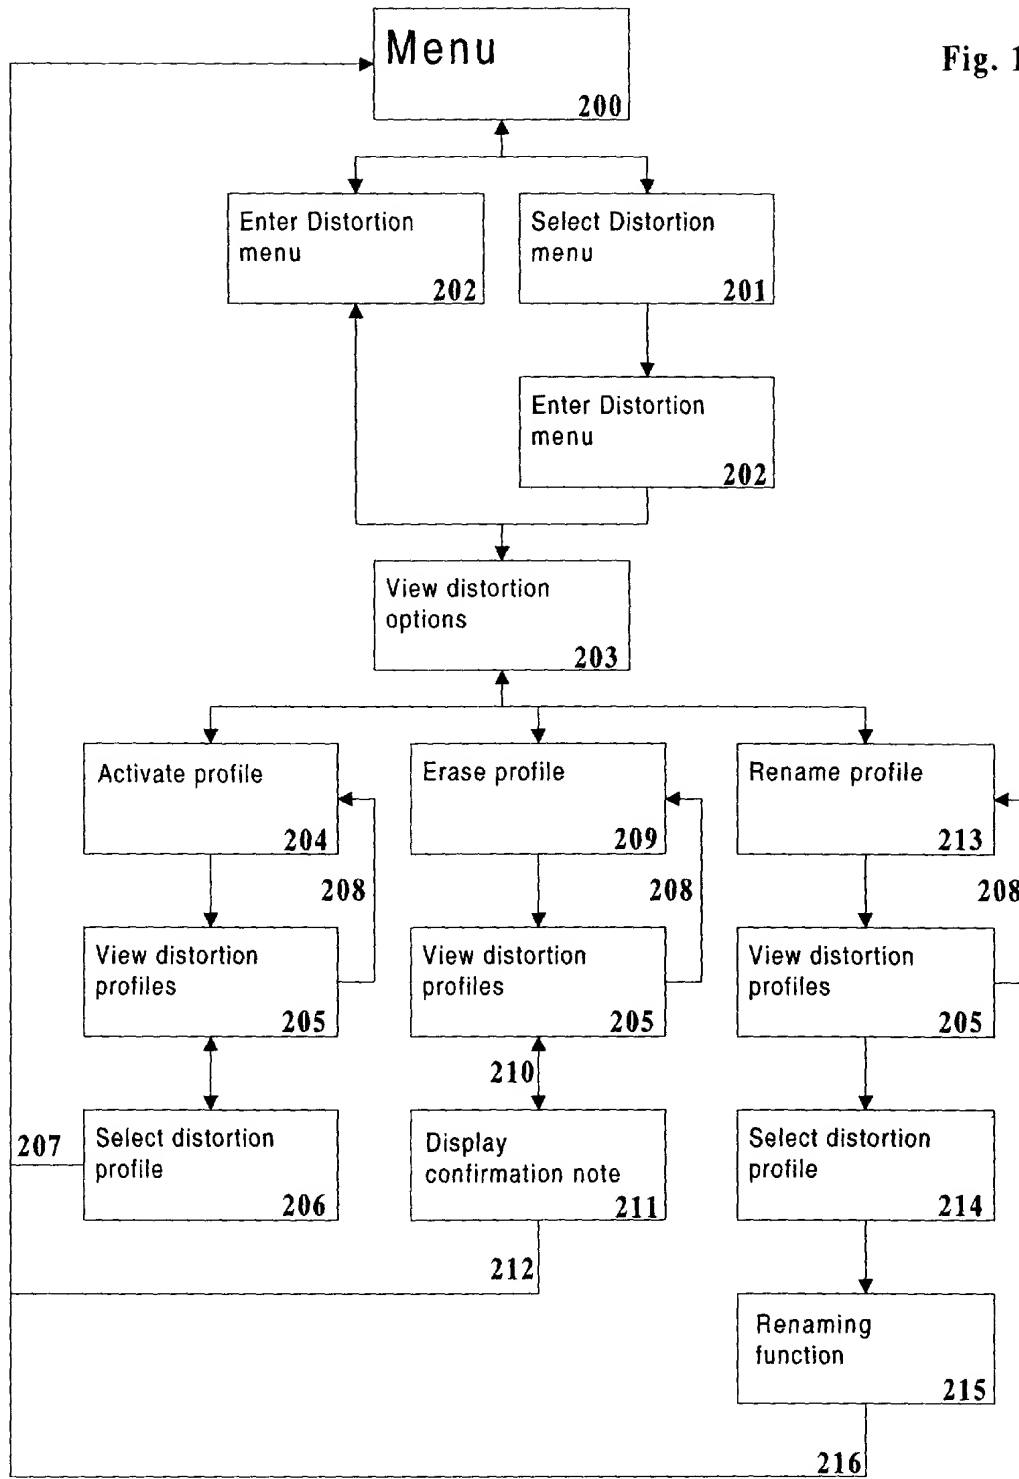 Menu
Fig. 1
200
Enter Distortion
menu
202
Select Distortion
menu
201
Enter Distortion
menu
202
View distortion
options
203
Activate profile
204
Erase profile
209
Rename profile
213
208
208
208
View distortion
profiles
205
View distortion
profiles
205
View distortion
profiles
205
210
207
Select distortion
profile
206
Display
confirmation note
211
Select distortion
profile
214
212
Renaming
function
215
216